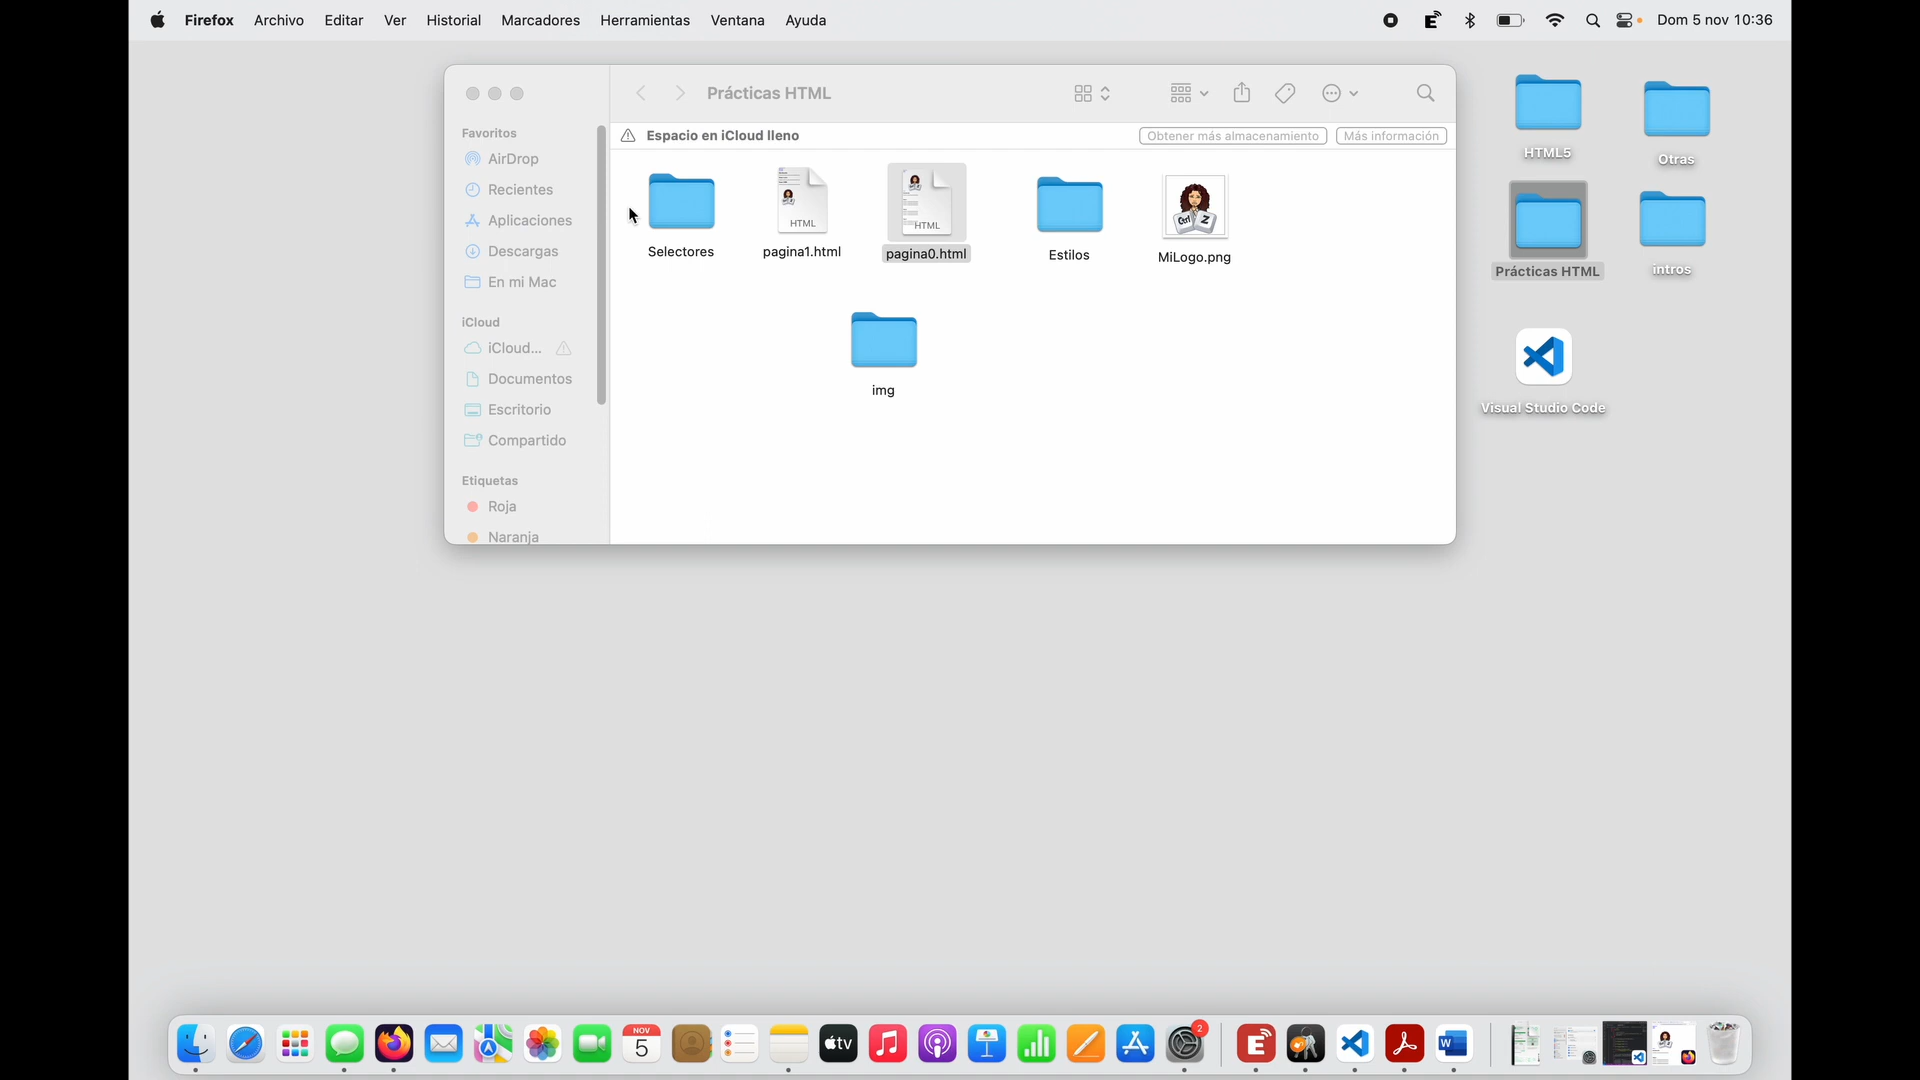 Firefox Archivo Editar Ver Historial Marcadores Herramientas Ventana Ayuda Dom 5 nov 10:36
Prácticas HTML
Espacio en iCloud lleno Obtener más almacenamiento Más información
Favoritos
AirDrop
Recientes
Aplicaciones
Descargas
En mi Mac
iCloud
iCloud...
Documentos
Escritorio
Compartido
Etiquetas
Roja
Naranja
HTML
HTML
Ctrl Z
Selectores
pagina1.html
pagina0.html
Estilos
MiLogo.png
img
HTML5
Otras
Prácticas HTML
intros
Visual Studio Code
NOV
5
tv
2
E
W